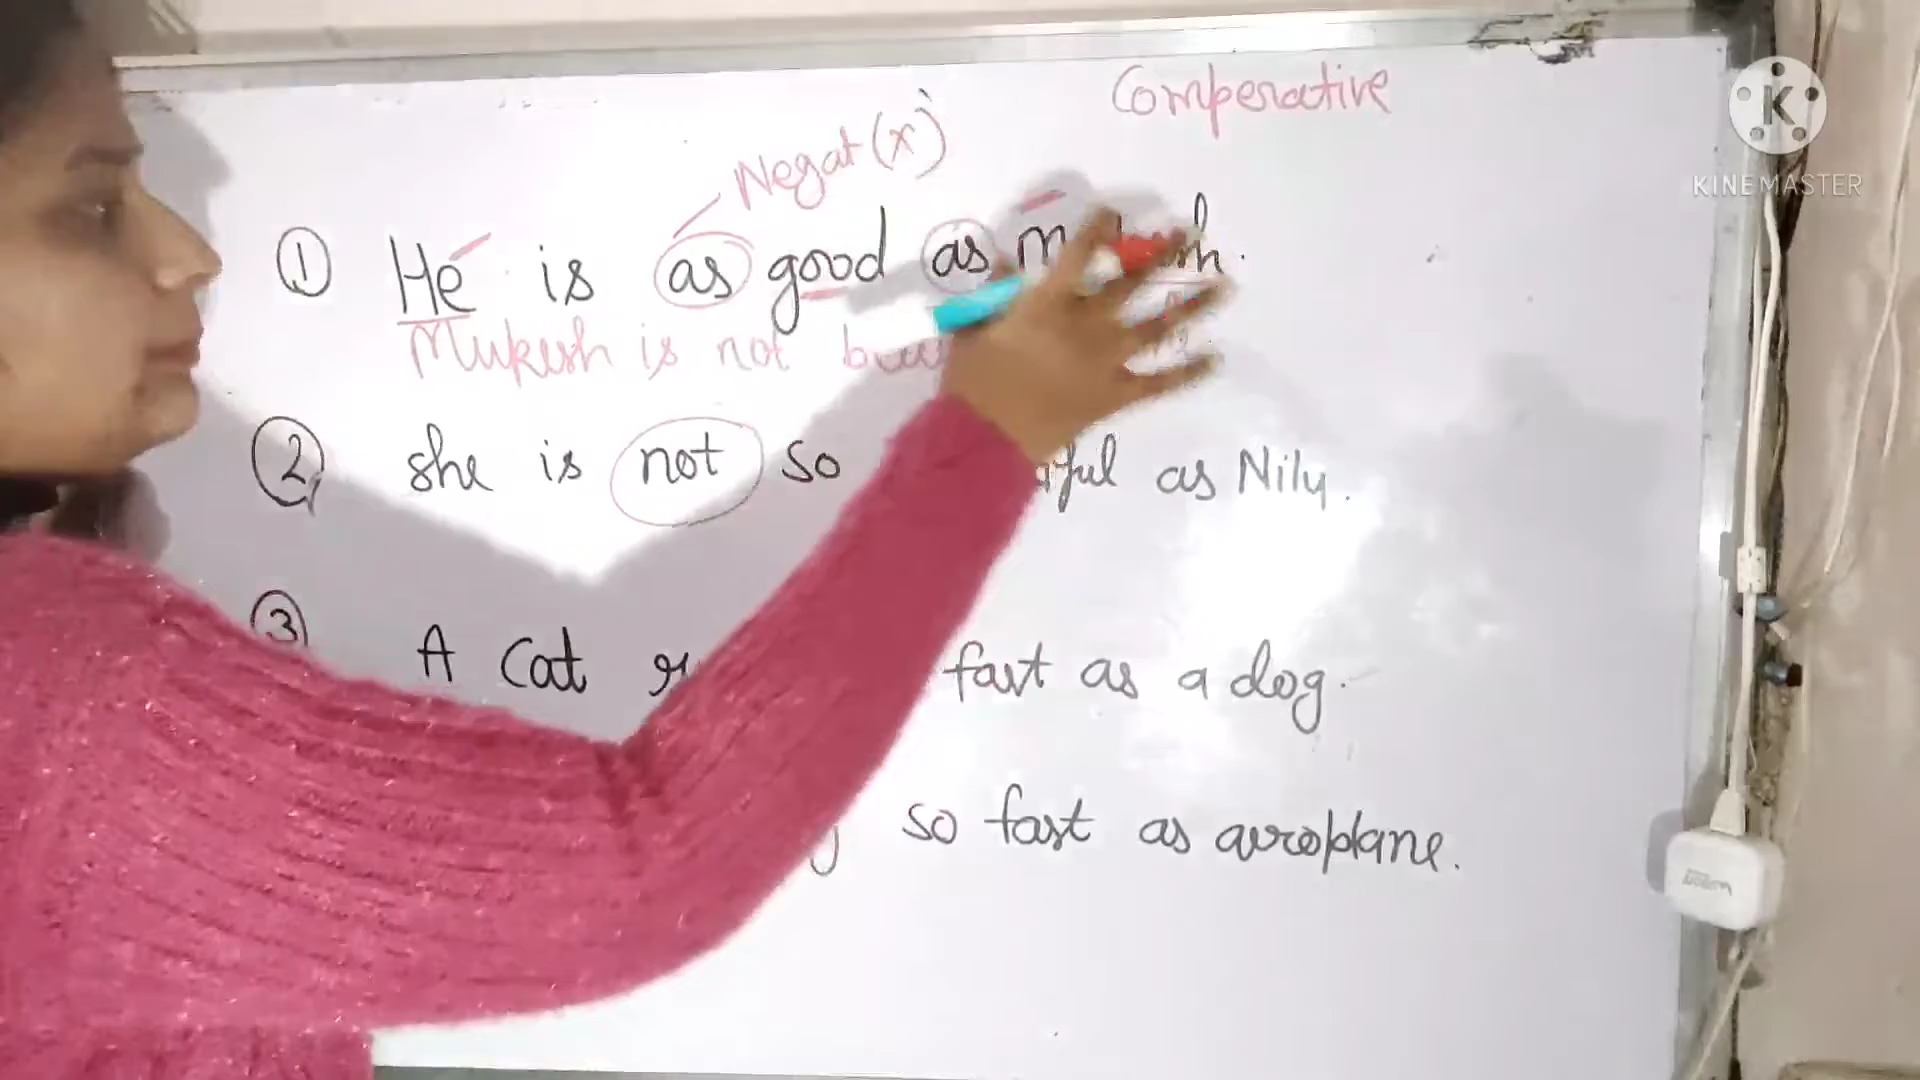 Comperative
Negat (x)
① He is as good as
Mukesh is not
② she is not so as Nily.
③ A Cat fast as a dog.
so fast as aeroplane.
KINEMASTER